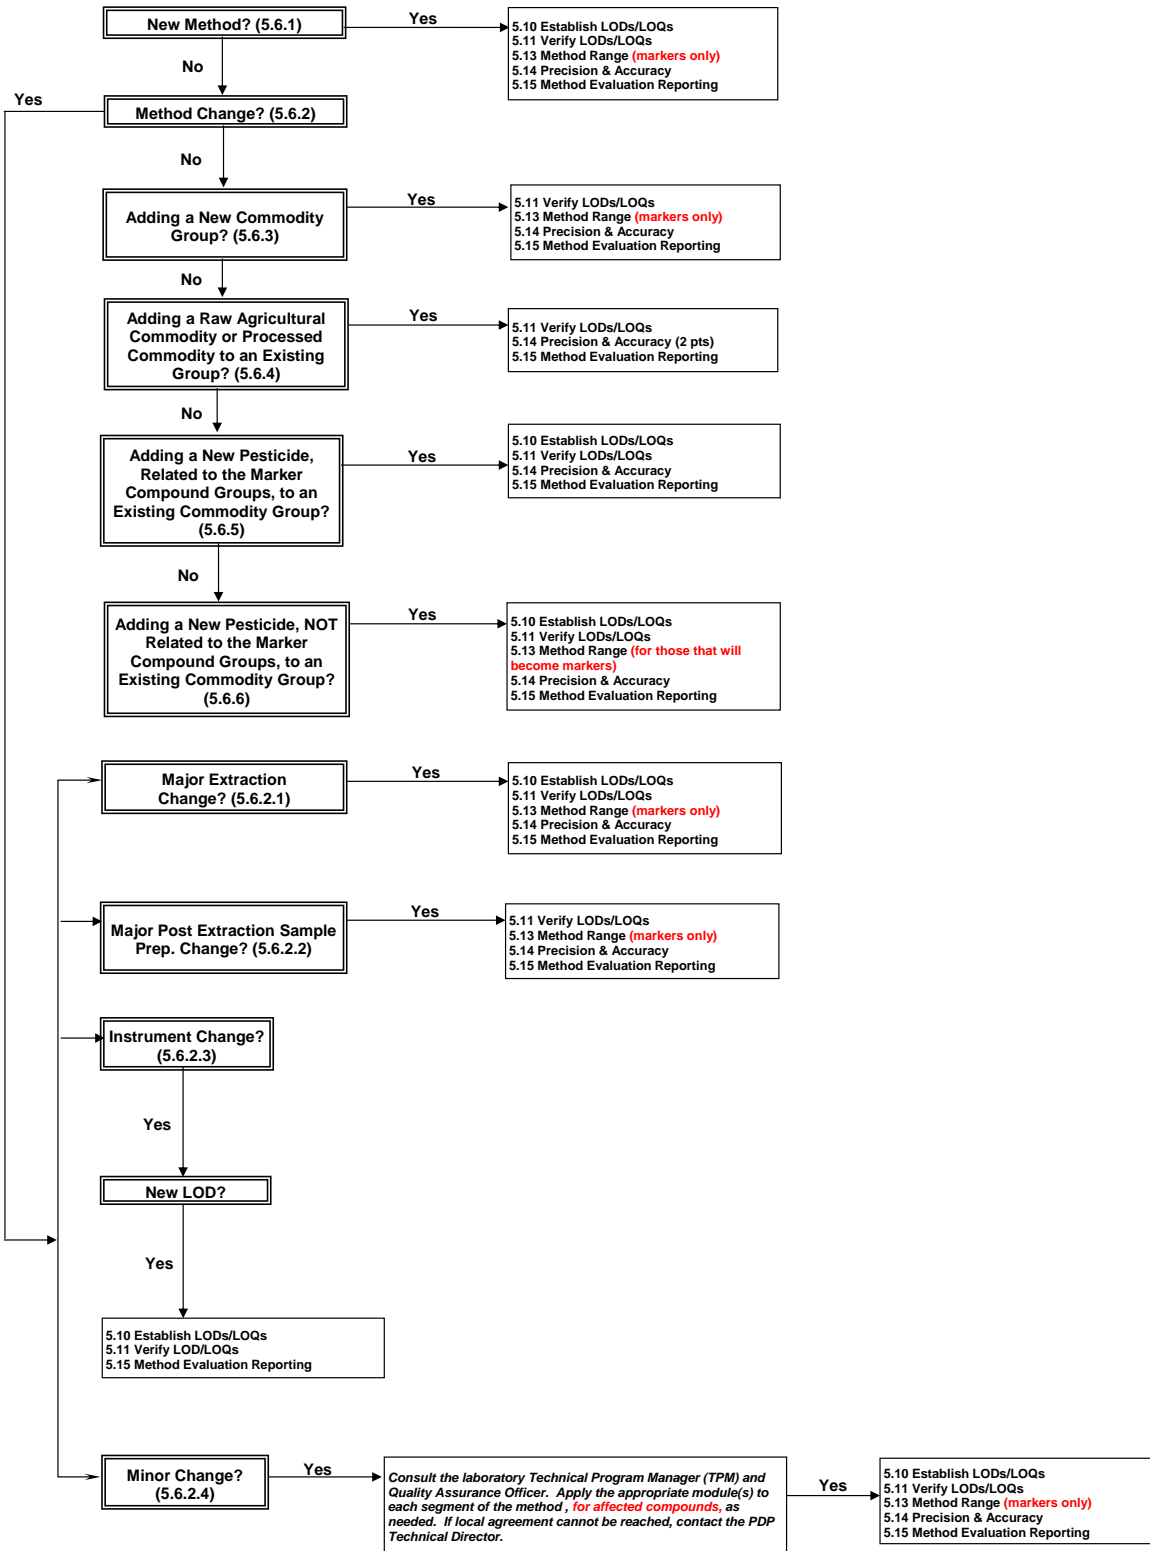 New Method? (5.6.1)
Yes
5.10 Establish LODs/LOQs
5.11 Verify LODs/LOQs
5.13 Method Range (markers only)
5.14 Precision & Accuracy
5.15 Method Evaluation Reporting
No
Yes
Method Change? (5.6.2)
No
Adding a New Commodity
Group? (5.6.3)
Yes
5.11 Verify LODs/LOQs
5.13 Method Range (markers only)
5.14 Precision & Accuracy
5.15 Method Evaluation Reporting
No
Adding a Raw Agricultural
Commodity or Processed
Commodity to an Existing
Group? (5.6.4)
Yes
5.11 Verify LODs/LOQs
5.14 Precision & Accuracy (2 pts)
5.15 Method Evaluation Reporting
No
Adding a New Pesticide,
Related to the Marker
Compound Groups, to an
Existing Commodity Group?
(5.6.5)
Yes
5.10 Establish LODs/LOQs
5.11 Verify LODs/LOQs
5.14 Precision & Accuracy
5.15 Method Evaluation Reporting
No
Adding a New Pesticide, NOT
Related to the Marker
Compound Groups, to an
Existing Commodity Group?
(5.6.6)
Yes
5.10 Establish LODs/LOQs
5.11 Verify LODs/LOQs
5.13 Method Range (for those that will
become markers)
5.14 Precision & Accuracy
5.15 Method Evaluation Reporting
Major Extraction
Change? (5.6.2.1)
Yes
5.10 Establish LODs/LOQs
5.11 Verify LODs/LOQs
5.13 Method Range (markers only)
5.14 Precision & Accuracy
5.15 Method Evaluation Reporting
Major Post Extraction Sample
Prep. Change? (5.6.2.2)
Yes
5.11 Verify LODs/LOQs
5.13 Method Range (markers only)
5.14 Precision & Accuracy
5.15 Method Evaluation Reporting
Instrument Change?
(5.6.2.3)
Yes
New LOD?
Yes
5.10 Establish LODs/LOQs
5.11 Verify LOD/LOQs
5.15 Method Evaluation Reporting
Minor Change?
(5.6.2.4)
Yes
Consult the laboratory Technical Program Manager (TPM) and
Quality Assurance Officer. Apply the appropriate module(s) to
each segment of the method , for affected compounds, as
needed. If local agreement cannot be reached, contact the PDP
Technical Director.
Yes
5.10 Establish LODs/LOQs
5.11 Verify LODs/LOQs
5.13 Method Range (markers only)
5.14 Precision & Accuracy
5.15 Method Evaluation Reporting